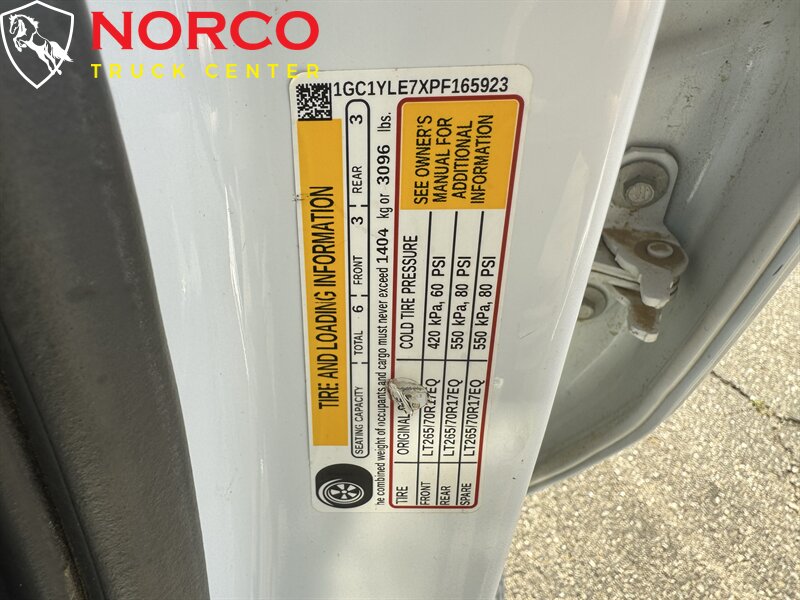 NORCO
TRUCK CENTER
1GC1YLE7XPF165923
TIRE AND LOADING INFORMATION
SEATING CAPACITY TOTAL 6 FRONT 3 REAR 3
he combined weight of occupants and cargo must never exceed 1404 kg or 3096 lbs.
TIRE ORIGINAL COLD TIRE PRESSURE
FRONT LT265/70R17EQ 420 kPa, 60 PSI
REAR LT265/70R17EQ 550 kPa, 80 PSI
SPARE LT265/70R17EQ 550 kPa, 80 PSI
SEE OWNER'S
MANUAL FOR
ADDITIONAL
INFORMATION